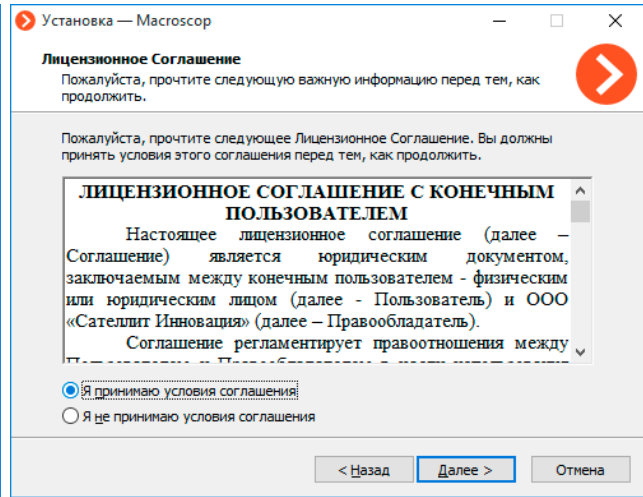 Установка — Macroscop
Лицензионное Соглашение
Пожалуйста, прочтите следующую важную информацию перед тем, как
продолжить.
Пожалуйста, прочтите следующее Лицензионное Соглашение. Вы должны
принять условия этого соглашения перед тем, как продолжить.
ЛИЦЕНЗИОННОЕ СОГЛАШЕНИЕ С КОНЕЧНЫМ
ПОЛЬЗОВАТЕЛЕМ
Настоящее лицензионное соглашение (далее –
Соглашение) является юридическим документом,
заключаемым между конечным пользователем - физическим
или юридическим лицом (далее - Пользователь) и ООО
«Сателлит Инновация» (далее – Правообладатель).
Соглашение регламентирует правоотношения между
Я принимаю условия соглашения
Я не принимаю условия соглашения
< Назад
Далее >
Отмена